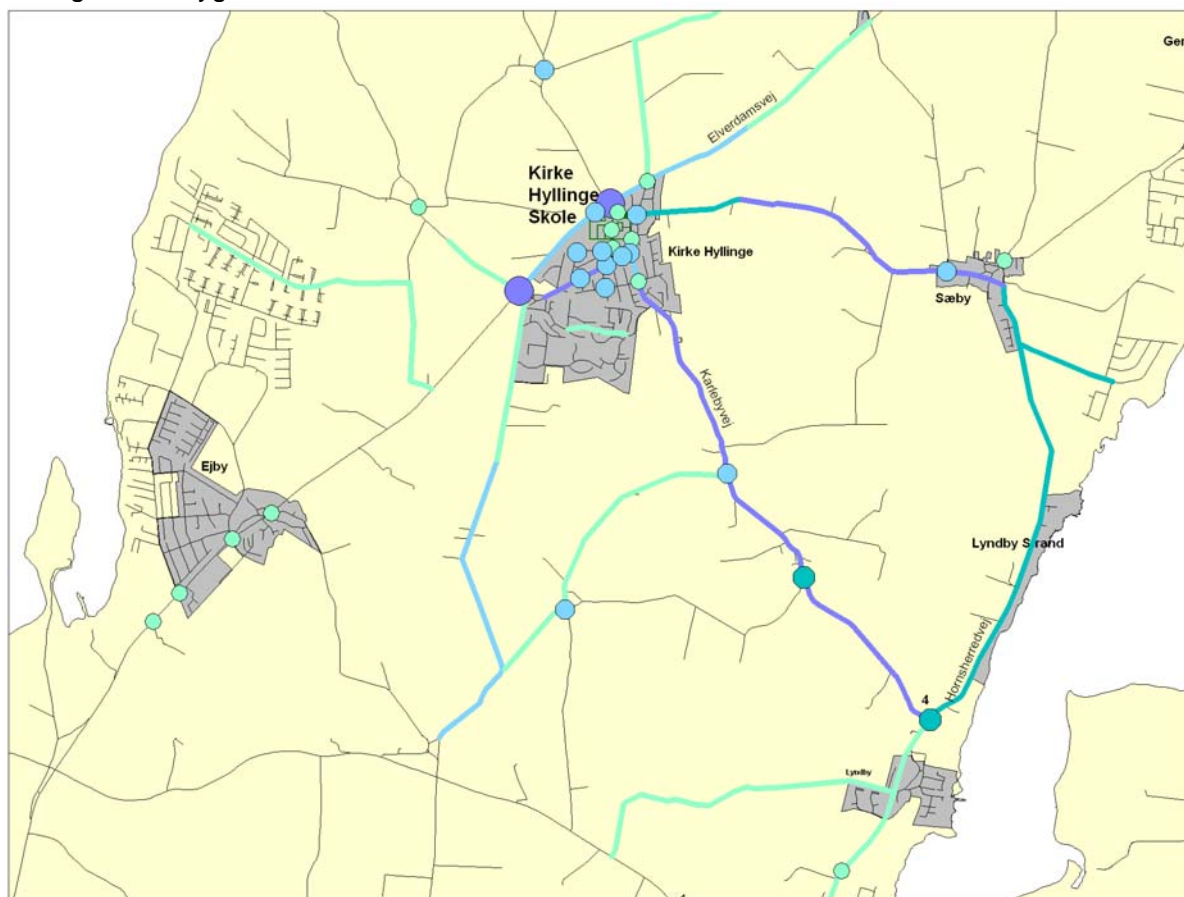 Ger
Elverdamsvej
Kirke
Hyllinge
Skole
Kirke Hyllinge
Sæby
Karlebyvej
Ejby
Lyndby Strand
Hornsherredvej
4
Lyndby